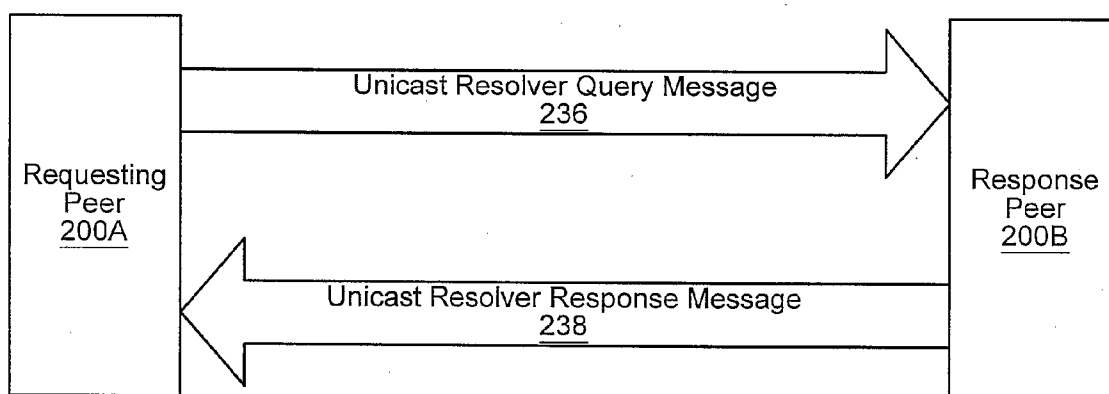 Unicast Resolver Query Message
236
Requesting
Peer
200A
Response
Peer
200B
Unicast Resolver Response Message
238